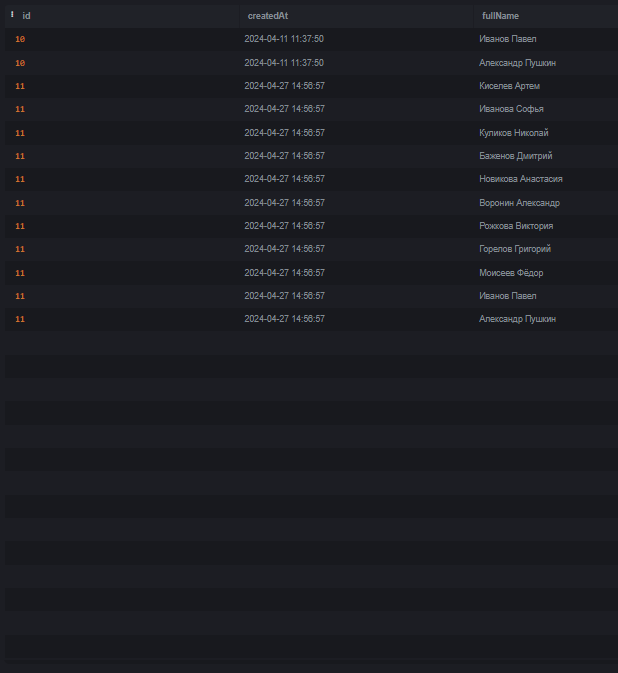 ! id createdAt fullName
10 2024-04-11 11:37:50 Иванов Павел
10 2024-04-11 11:37:50 Александр Пушкин
11 2024-04-27 14:56:57 Киселев Артем
11 2024-04-27 14:56:57 Иванова Софья
11 2024-04-27 14:56:57 Куликов Николай
11 2024-04-27 14:56:57 Баженов Дмитрий
11 2024-04-27 14:56:57 Новикова Анастасия
11 2024-04-27 14:56:57 Воронин Александр
11 2024-04-27 14:56:57 Рожкова Виктория
11 2024-04-27 14:56:57 Горелов Григорий
11 2024-04-27 14:56:57 Моисеев Фёдор
11 2024-04-27 14:56:57 Иванов Павел
11 2024-04-27 14:56:57 Александр Пушкин